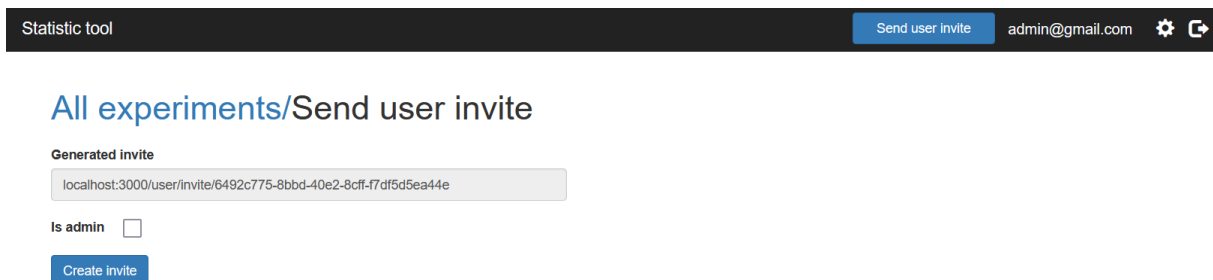 Statistic tool Send user invite admin@gmail.com
All experiments/Send user invite
Generated invite
localhost:3000/user/invite/6492c775-8bbd-40e2-8cff-f7df5d5ea44e
Is admin
Create invite